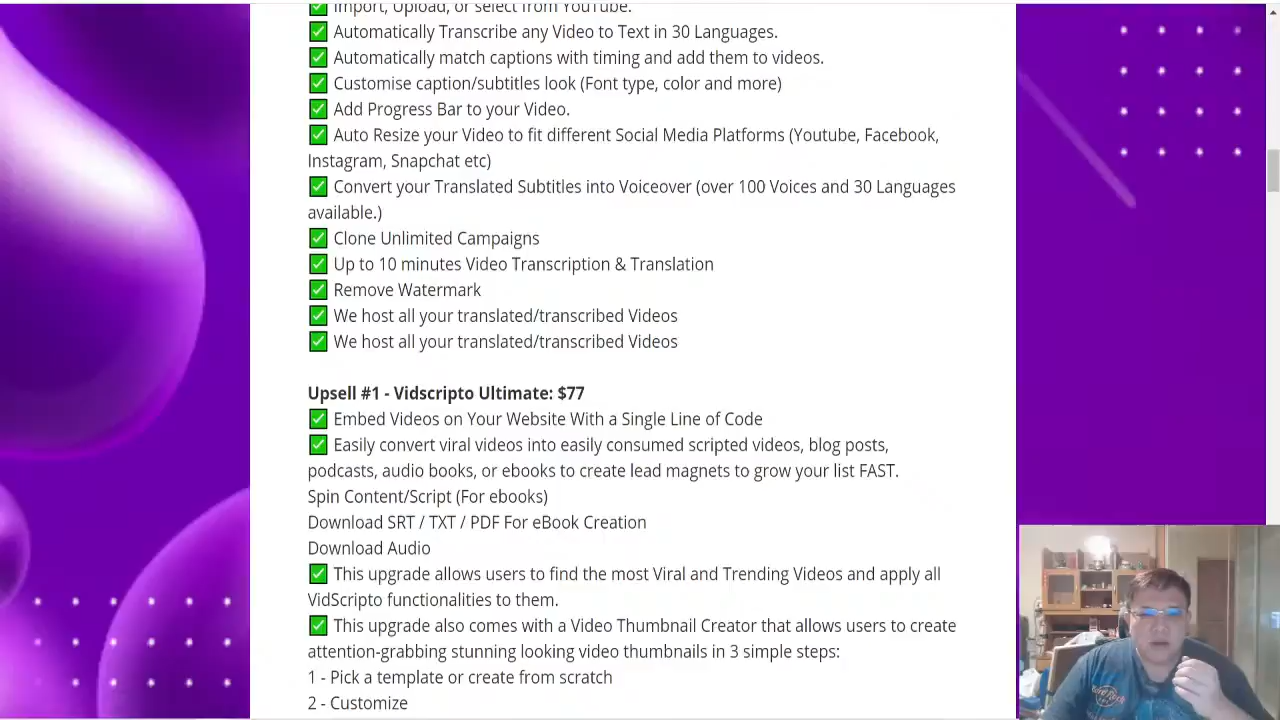 Import, Upload, or select from YouTube.
Automatically Transcribe any Video to Text in 30 Languages.
Automatically match captions with timing and add them to videos.
Customise caption/subtitles look (Font type, color and more)
Add Progress Bar to your Video.
Auto Resize your Video to fit different Social Media Platforms (Youtube, Facebook,
Instagram, Snapchat etc)
Convert your Translated Subtitles into Voiceover (over 100 Voices and 30 Languages
available.)
Clone Unlimited Campaigns
Up to 10 minutes Video Transcription & Translation
Remove Watermark
We host all your translated/transcribed Videos
We host all your translated/transcribed Videos
Upsell #1 - Vidscripto Ultimate: $77
Embed Videos on Your Website With a Single Line of Code
Easily convert viral videos into easily consumed scripted videos, blog posts,
podcasts, audio books, or ebooks to create lead magnets to grow your list FAST.
Spin Content/Script (For ebooks)
Download SRT / TXT / PDF For eBook Creation
Download Audio
This upgrade allows users to find the most Viral and Trending Videos and apply all
VidScripto functionalities to them.
This upgrade also comes with a Video Thumbnail Creator that allows users to create
attention-grabbing stunning looking video thumbnails in 3 simple steps:
1 - Pick a template or create from scratch
2 - Customize